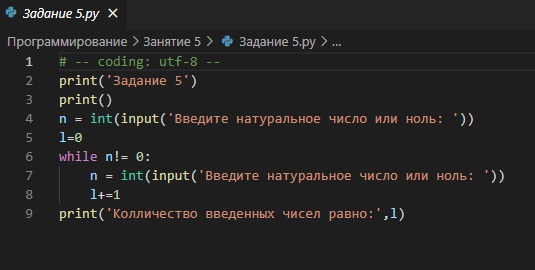 Задание 5.py ×
Программирование > Занятие 5 > Задание 5.py > ...
1 # -- coding: utf-8 --
2 print('Задание 5')
3 print()
4 n = int(input('Введите натуральное число или ноль: '))
5 l=0
6 while n!= 0:
7     n = int(input('Введите натуральное число или ноль: '))
8     l+=1
9 print('Колличество введенных чисел равно:',l)